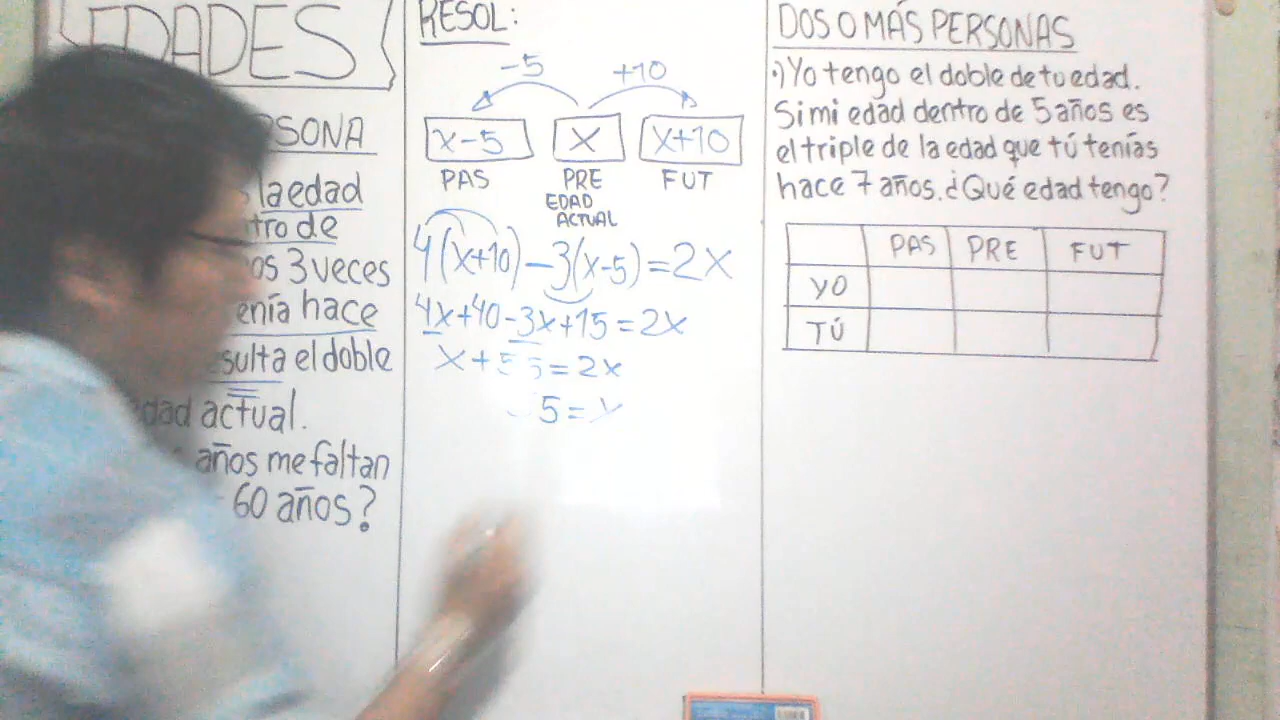 EDADES
RSONA
la edad
tro de
os 3 veces
enía hace
sulta el doble
dad actual.
años me faltan
60 años?
RESOL:
-5 +10
x-5 x x+10
PAS PRE FUT
EDAD
ACTUAL
4(x+10)-3(x-5)=2x
4x+40-3x+15=2x
x+55=2x
5=x
DOS O MÁS PERSONAS
•) Yo tengo el doble de tu edad.
Si mi edad dentro de 5 años es
el triple de la edad que tú tenías
hace 7 años. ¿Qué edad tengo?
PAS PRE FUT
YO
TÚ